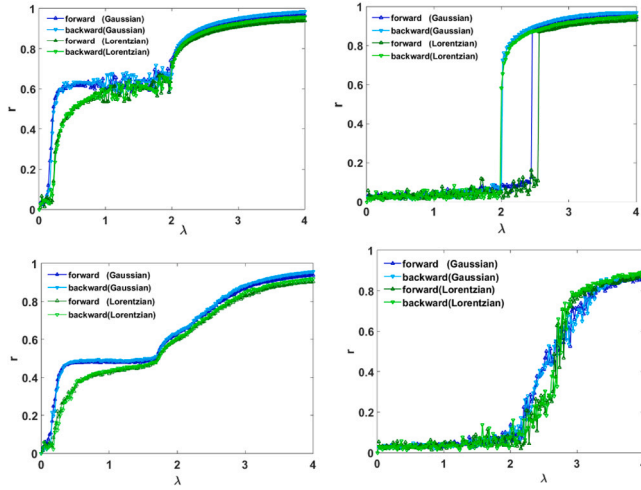 1
0.8
0.6
0.4
0.2
0
r
forward (Gaussian)
backward(Gaussian)
forward (Lorentzian)
backward(Lorentzian)
0 1 2 3 4
λ
1
0.8
0.6
0.4
0.2
0
r
forward (Gaussian)
backward(Gaussian)
forward (Lorentzian)
backward(Lorentzian)
0 1 2 3 4
λ
1
0.8
0.6
0.4
0.2
0
r
forward (Gaussian)
backward(Gaussian)
forward (Lorentzian)
backward(Lorentzian)
0 1 2 3 4
λ
1
0.8
0.6
0.4
0.2
0
r
forward (Gaussian)
backward(Gaussian)
forward(Lorentzian)
backward(Lorentzian)
0 1 2 3 4
λ